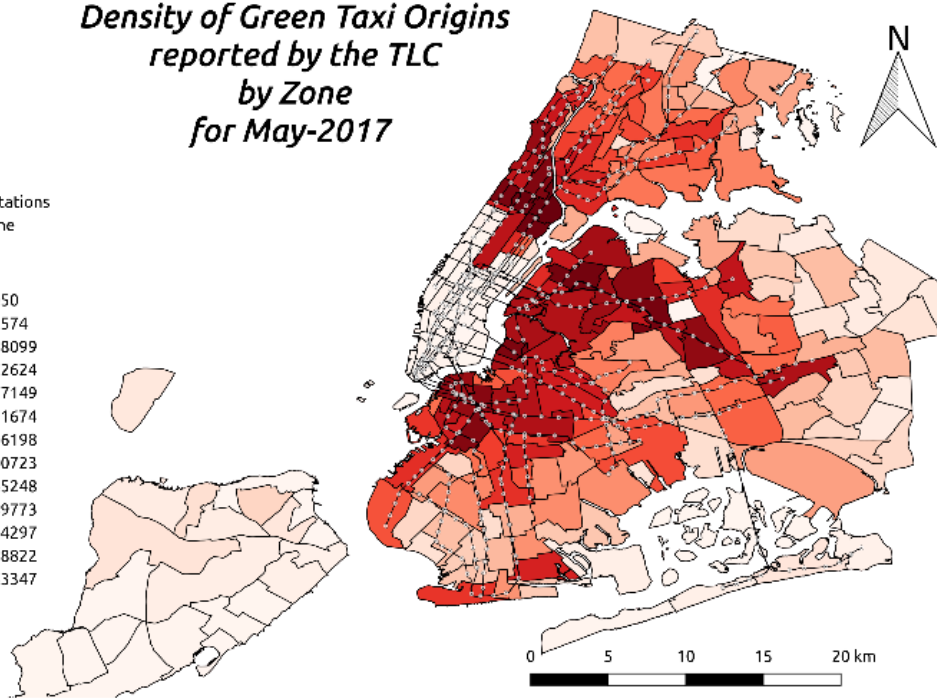 Density of Green Taxi Origins
reported by the TLC
by Zone
for May-2017
N
tations
ne
50
574
8099
2624
7149
1674
6198
0723
5248
9773
4297
8822
3347
0 5 10 15 20 km